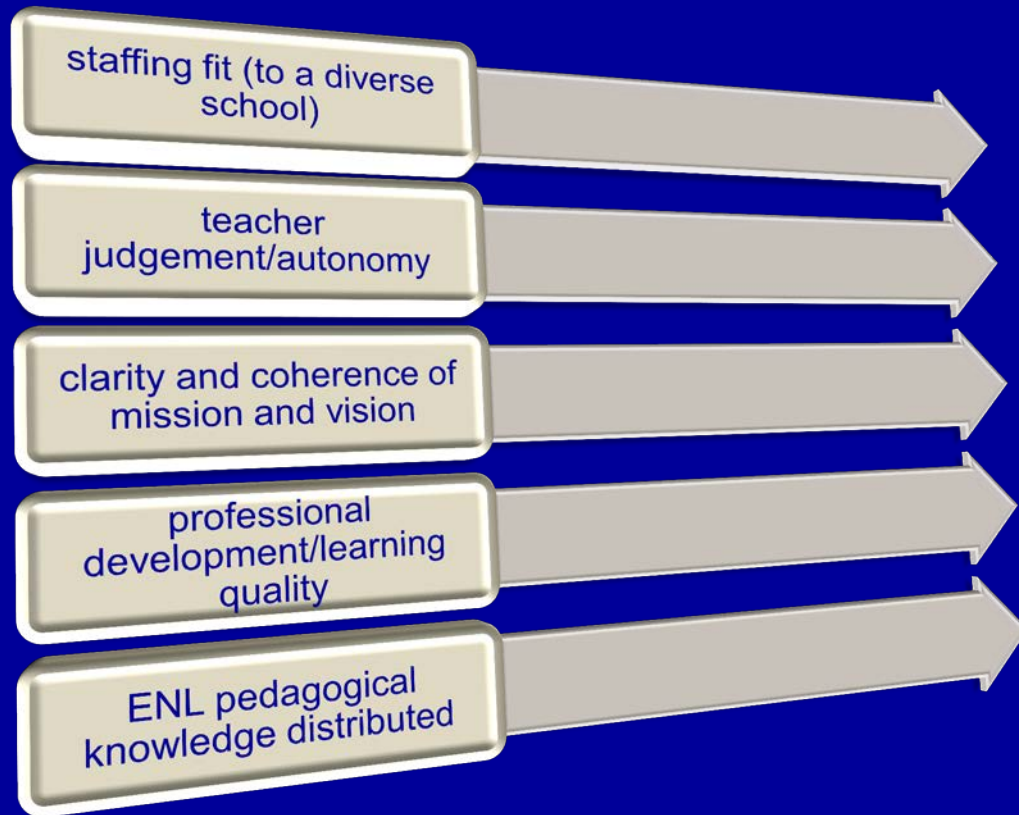 staffing fit (to a diverse
school)
teacher
judgement/autonomy
clarity and coherence of
mission and vision
professional
development/learning
quality
ENL pedagogical
knowledge distributed